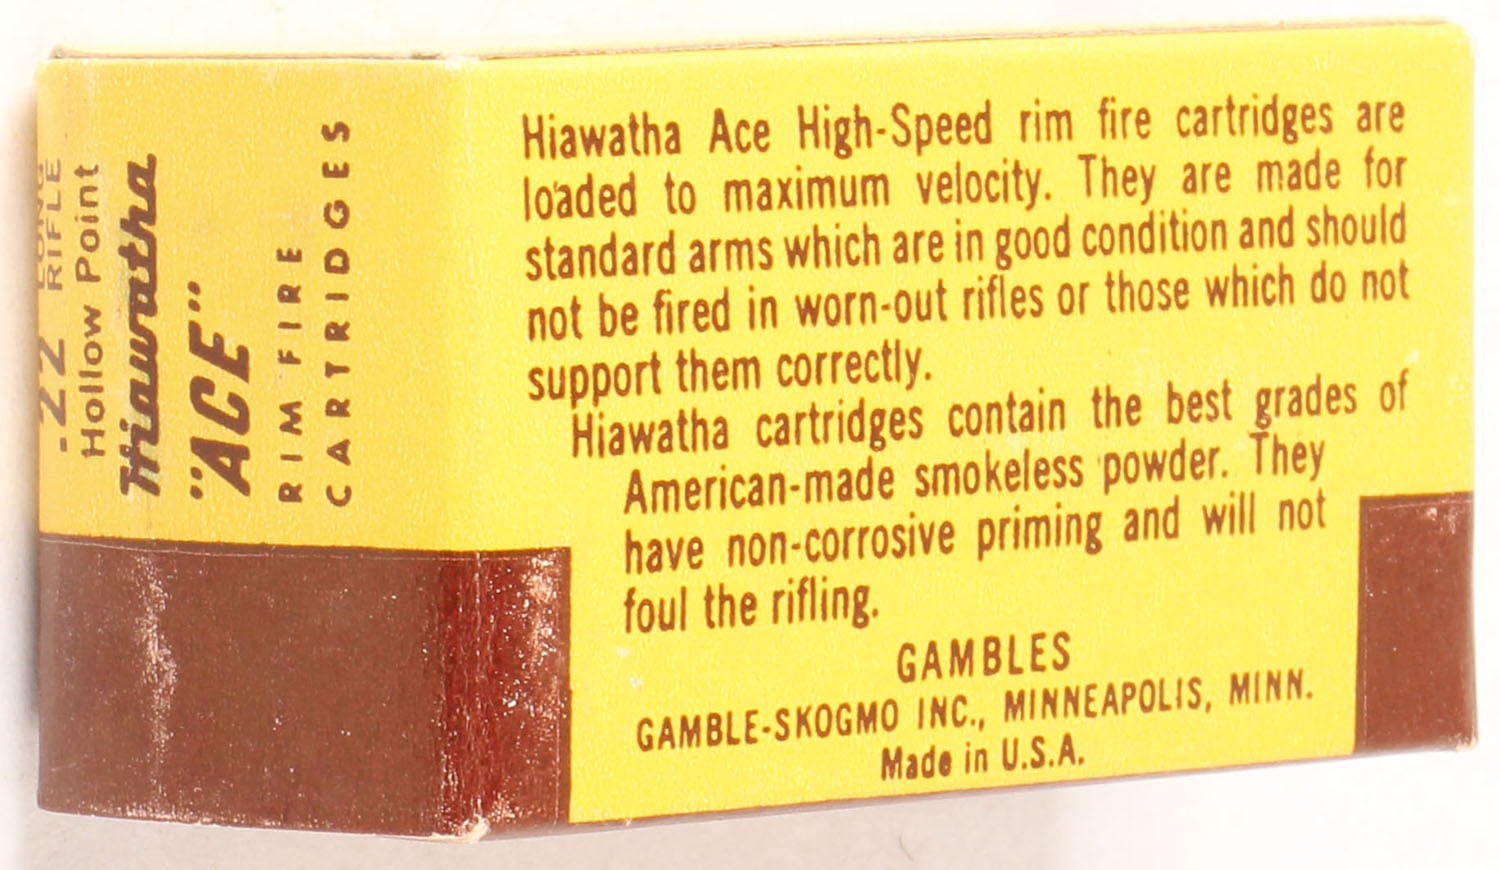 .22 LONG RIFLE
Hollow Point
Hiawatha
"ACE"
RIM FIRE
CARTRIDGES
Hiawatha Ace High-Speed rim fire cartridges are
loaded to maximum velocity. They are made for
standard arms which are in good condition and should
not be fired in worn-out rifles or those which do not
support them correctly.
Hiawatha cartridges contain the best grades of
American-made smokeless powder. They
have non-corrosive priming and will not
foul the rifling.
GAMBLES
GAMBLE-SKOGMO INC., MINNEAPOLIS, MINN.
Made in U.S.A.